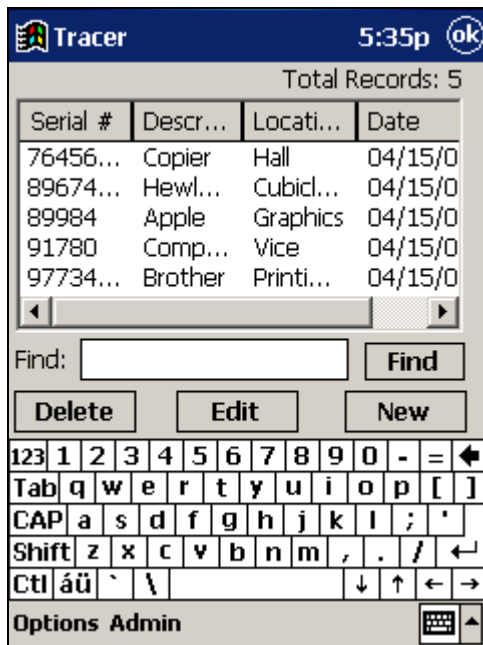 Tracer 5:35p ok
Total Records: 5
Serial # Descr... Locati... Date
76456... Copier Hall 04/15/0
89674... Hewl... Cubicl... 04/15/0
89984 Apple Graphics 04/15/0
91780 Comp... Vice 04/15/0
97734... Brother Printi... 04/15/0
Find: Find
Delete Edit New
123 1 2 3 4 5 6 7 8 9 0 - = 🡸
Tab q w e r t y u i o p [ ]
CAP a s d f g h j k l ; '
Shift z x c v b n m , . / ↵
Ctl áü ` \ ↓ ↑ ← →
Options Admin